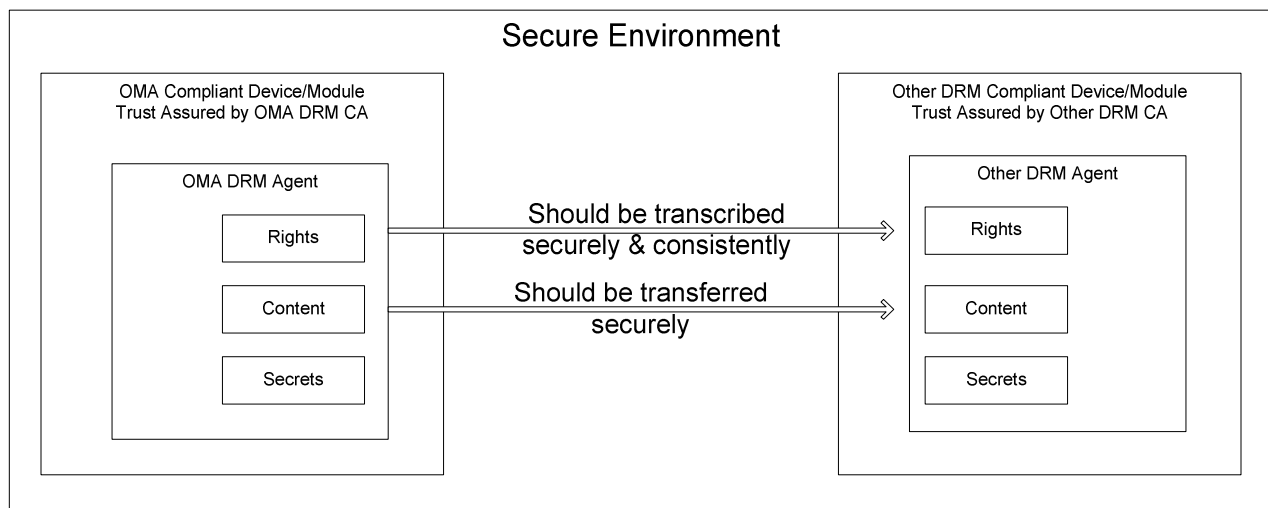 Secure Environment
OMA Compliant Device/Module
Trust Assured by OMA DRM CA
OMA DRM Agent
Rights
Content
Secrets
Should be transcribed
securely & consistently
Should be transferred
securely
Other DRM Compliant Device/Module
Trust Assured by Other DRM CA
Other DRM Agent
Rights
Content
Secrets